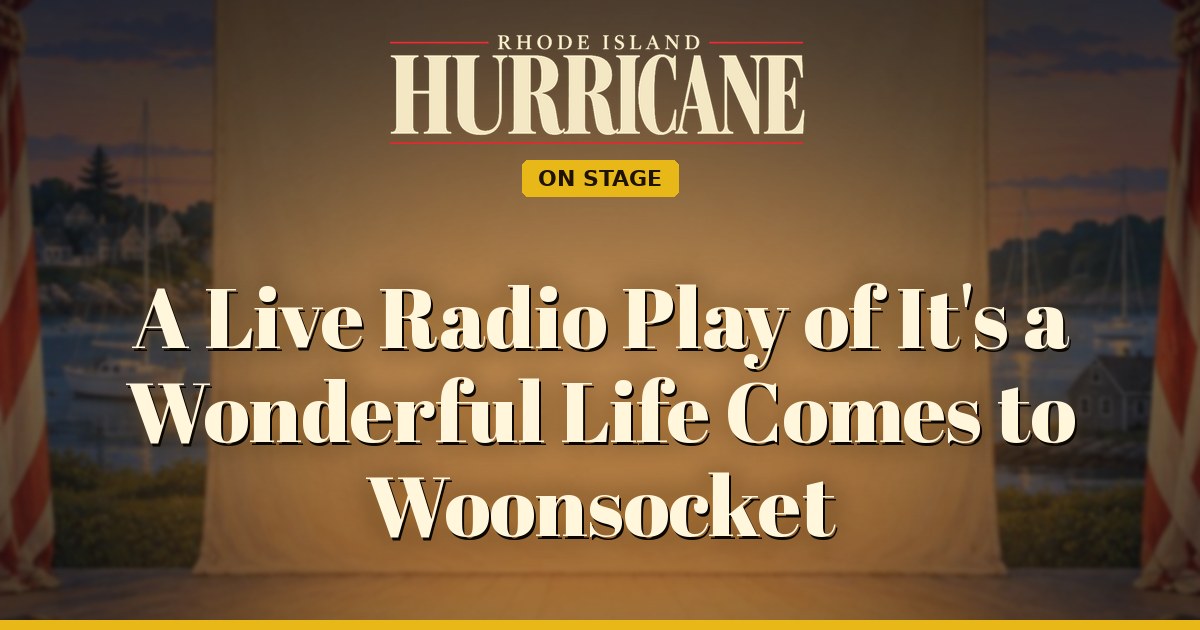 RHODE ISLAND
HURRICANE
ON STAGE
A Live Radio Play of It's a
Wonderful Life Comes to
Woonsocket